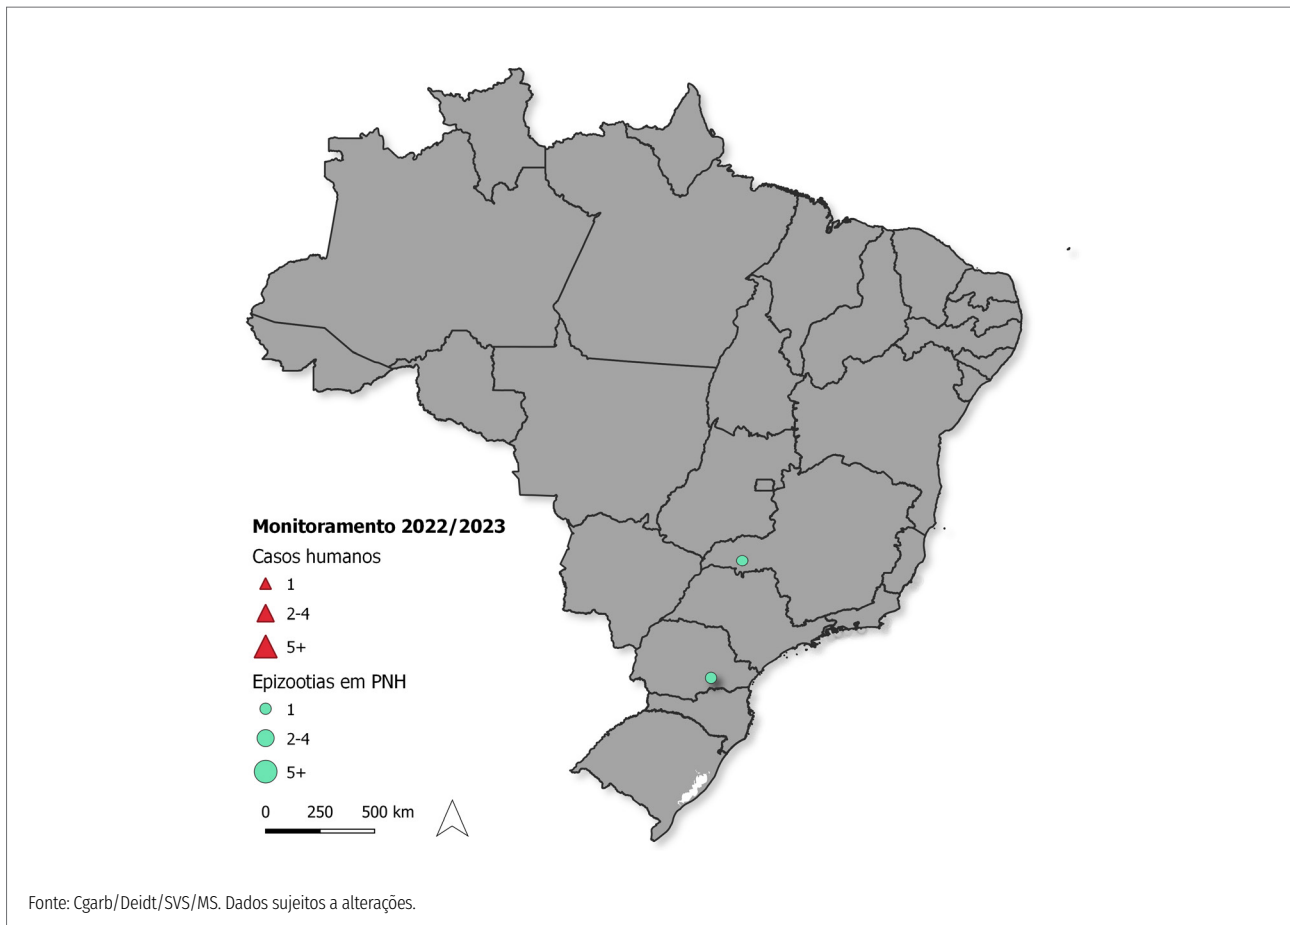 Monitoramento 2022/2023
Casos humanos
1
2-4
5+
Epizootias em PNH
1
2-4
5+
0 250 500 km
Fonte: Cgarb/Deidt/SVS/MS. Dados sujeitos a alterações.